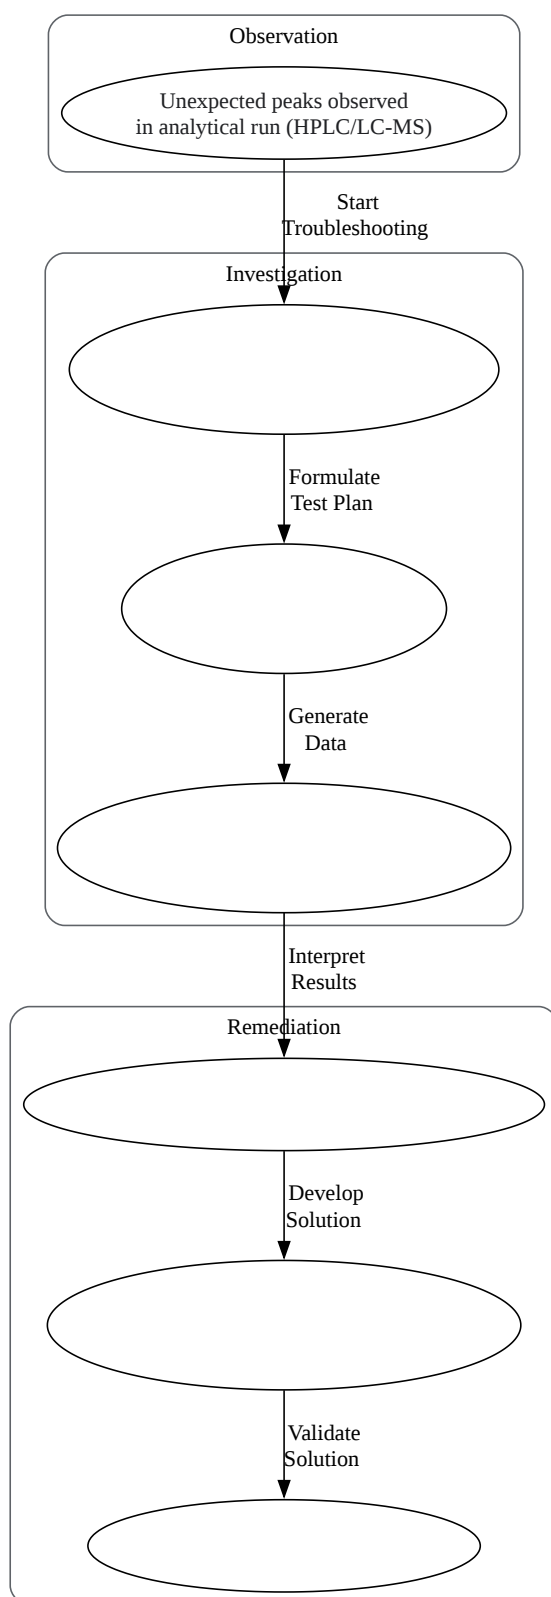 Observation
Unexpected peaks observed
in analytical run (HPLC/LC-MS)
Start
Troubleshooting
Investigation
Formulate
Test Plan
Generate
Data
Interpret
Results
Remediation
Develop
Solution
Validate
Solution